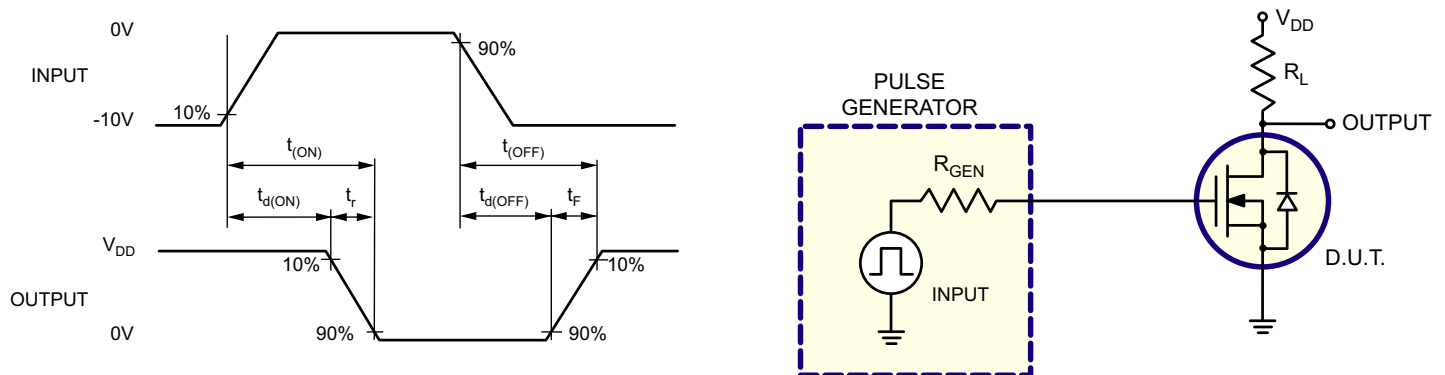 0V
90%
INPUT
10%
-10V
t(ON)
t(OFF)
td(ON)
tr
td(OFF)
tF
VDD
10%
10%
OUTPUT
0V
90%
90%
VDD
RL
PULSE
GENERATOR
OUTPUT
RGEN
D.U.T.
INPUT